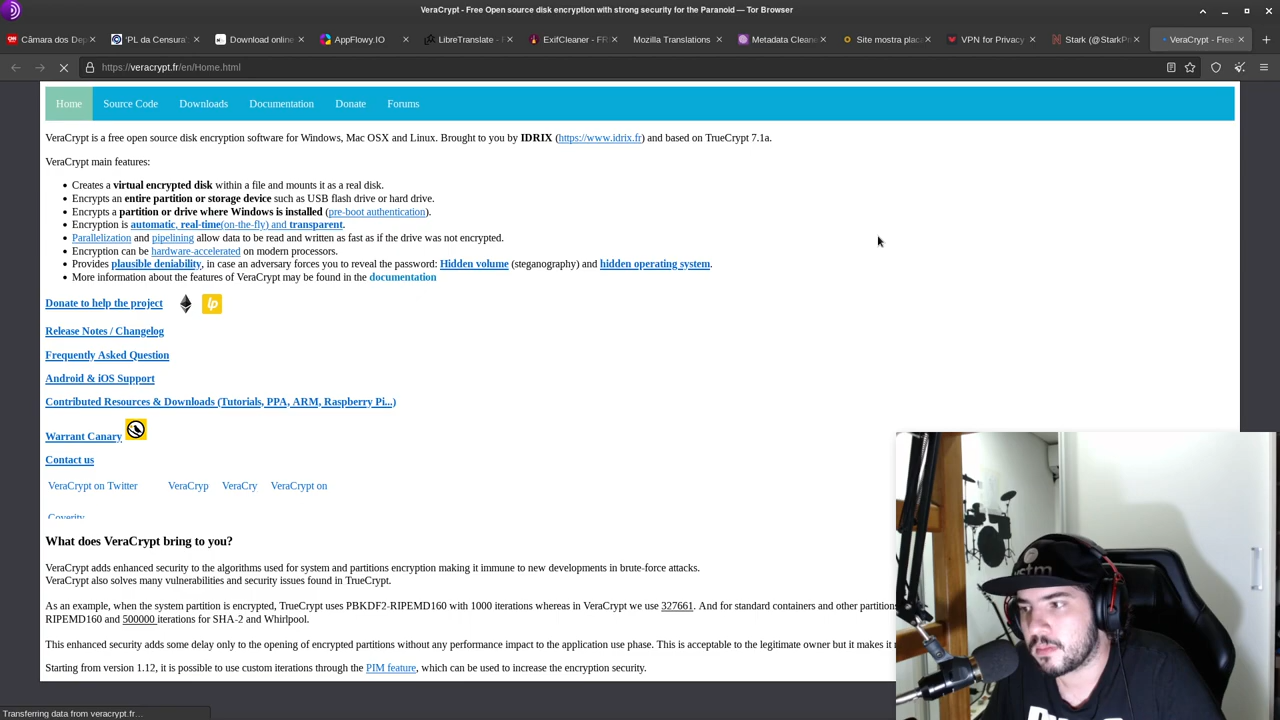 VeraCrypt - Free Open source disk encryption with strong security for the Paranoid — Tor Browser
Câmara dos Dep
'PL da Censura'
Download online
AppFlowy.IO
LibreTranslate - F
ExifCleaner - FR
Mozilla Translations
Metadata Cleane
Site mostra plac
VPN for Privacy
Stark (@StarkPr
VeraCrypt - Free
https://veracrypt.fr/en/Home.html
Home Source Code Downloads Documentation Donate Forums
VeraCrypt is a free open source disk encryption software for Windows, Mac OSX and Linux. Brought to you by IDRIX (https://www.idrix.fr) and based on TrueCrypt 7.1a.
VeraCrypt main features:
• Creates a virtual encrypted disk within a file and mounts it as a real disk.
• Encrypts an entire partition or storage device such as USB flash drive or hard drive.
• Encrypts a partition or drive where Windows is installed (pre-boot authentication).
• Encryption is automatic, real-time(on-the-fly) and transparent.
• Parallelization and pipelining allow data to be read and written as fast as if the drive was not encrypted.
• Encryption can be hardware-accelerated on modern processors.
• Provides plausible deniability, in case an adversary forces you to reveal the password: Hidden volume (steganography) and hidden operating system.
• More information about the features of VeraCrypt may be found in the documentation
Donate to help the project lp
Release Notes / Changelog
Frequently Asked Question
Android & iOS Support
Contributed Resources & Downloads (Tutorials, PPA, ARM, Raspberry Pi...)
Warrant Canary
Contact us
VeraCrypt on Twitter VeraCryp VeraCry VeraCrypt on
Coverity
What does VeraCrypt bring to you?
VeraCrypt adds enhanced security to the algorithms used for system and partitions encryption making it immune to new developments in brute-force attacks.
VeraCrypt also solves many vulnerabilities and security issues found in TrueCrypt.
As an example, when the system partition is encrypted, TrueCrypt uses PBKDF2-RIPEMD160 with 1000 iterations whereas in VeraCrypt we use 327661. And for standard containers and other partitions
RIPEMD160 and 500000 iterations for SHA-2 and Whirlpool.
This enhanced security adds some delay only to the opening of encrypted partitions without any performance impact to the application use phase. This is acceptable to the legitimate owner but it makes it
Starting from version 1.12, it is possible to use custom iterations through the PIM feature, which can be used to increase the encryption security.
Transferring data from veracrypt.fr…